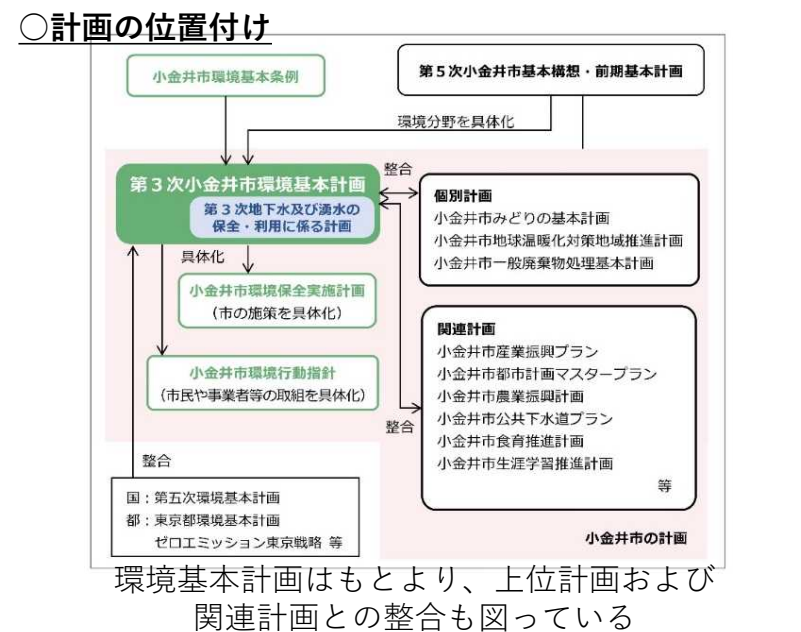 ○計画の位置付け
小金井市環境基本条例
第5次小金井市基本構想・前期基本計画
環境分野を具体化
第3次小金井市環境基本計画
第3次地下水及び湧水の
保全・利用に係る計画
整合
個別計画
小金井市みどりの基本計画
小金井市地球温暖化対策地域推進計画
小金井市一般廃棄物処理基本計画
具体化
小金井市環境保全実施計画
(市の施策を具体化)
小金井市環境行動指針
(市民や事業者等の取組を具体化)
関連計画
小金井市産業振興プラン
小金井市都市計画マスタープラン
小金井市農業振興計画
小金井市公共下水道プラン
小金井市食育推進計画
小金井市生涯学習推進計画
等
整合
整合
国:第五次環境基本計画
都:東京都環境基本計画
ゼロエミッション東京戦略 等
小金井市の計画
環境基本計画はもとより、上位計画および
関連計画との整合も図っている